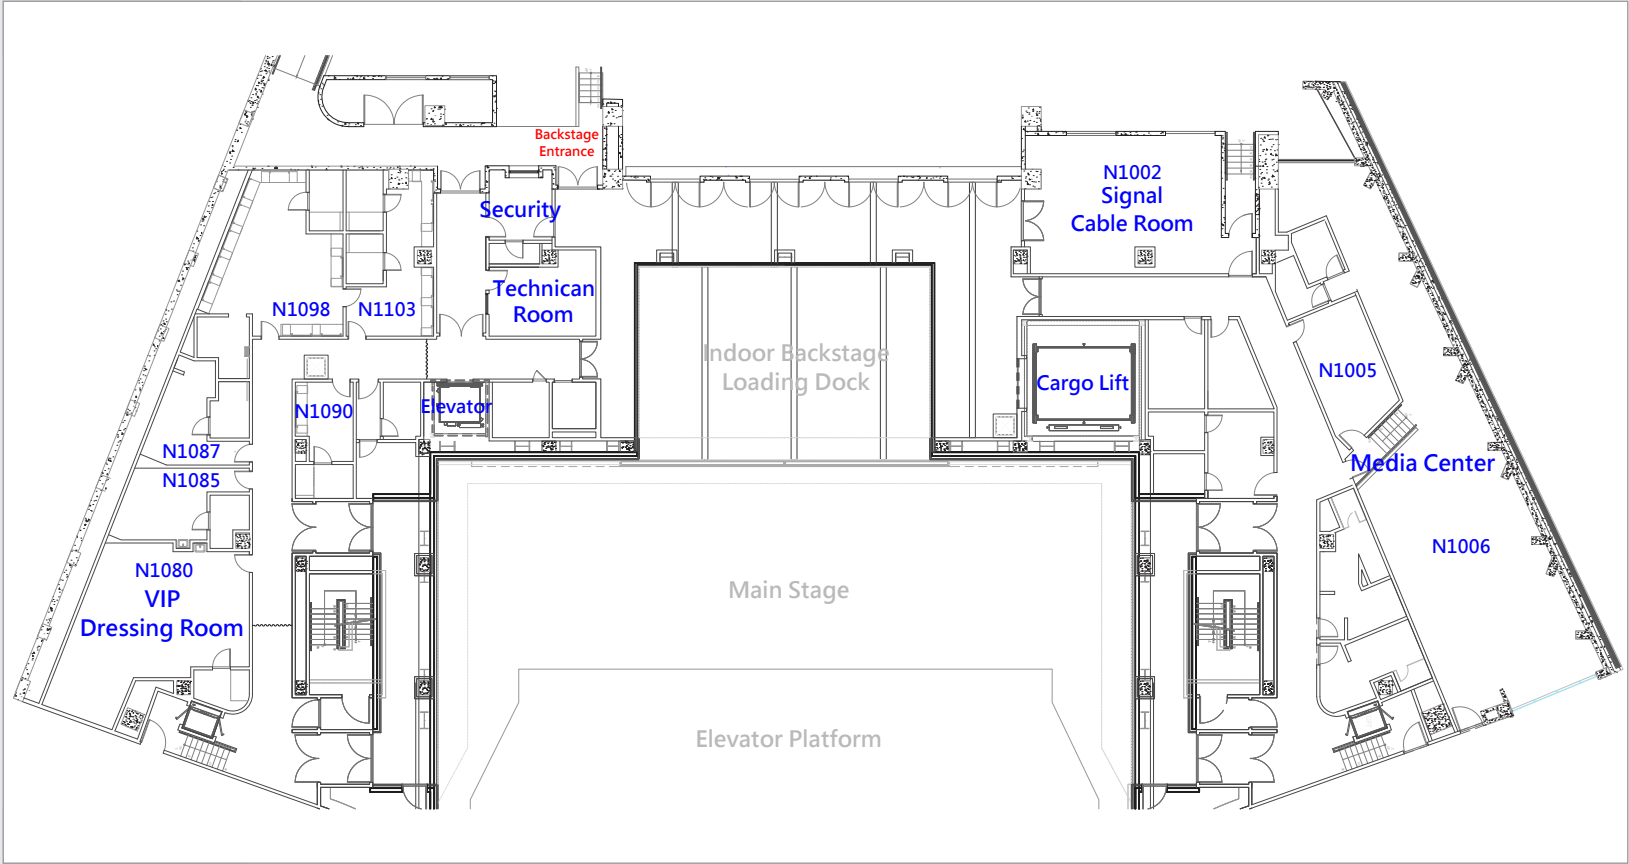 Backstage
Entrance
N1002
Signal
Cable Room
Security
Technican
Room
N1098
N1103
Indoor Backstage
Loading Dock
Cargo Lift
N1005
N1090
Elevator
N1087
N1085
Media Center
N1006
N1080
VIP
Dressing Room
Main Stage
Elevator Platform